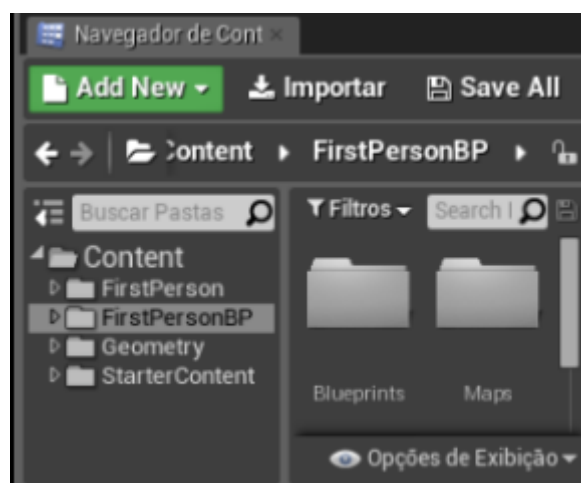 Navegador de Cont
Add New Importar Save All
Content FirstPersonBP
Buscar Pastas Filtros Search
Content
FirstPerson
FirstPersonBP
Geometry
StarterContent
Blueprints Maps
Opções de Exibição